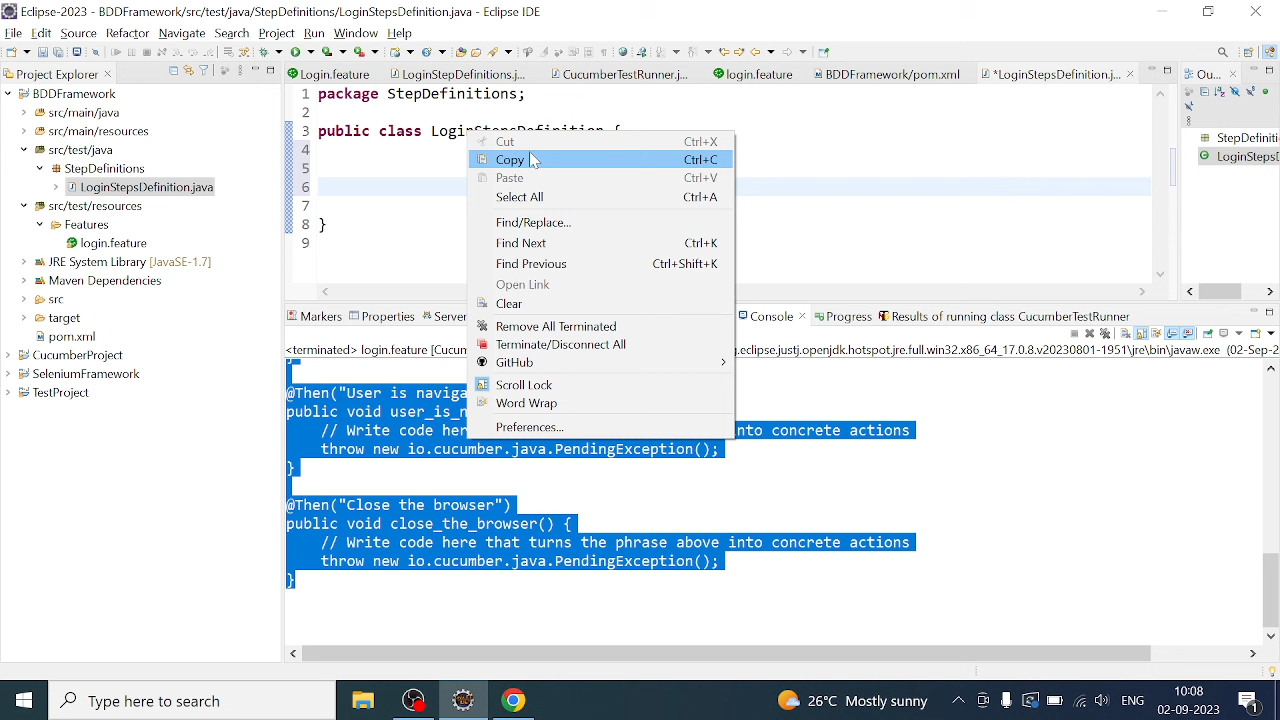 Eclipse-2023 - BDDFramework/src/test/java/StepDefinitions/LoginStepsDefinition.java - Eclipse IDE
File Edit Source Refactor Navigate Search Project Run Window Help
Project Explorer
Login.feature
LoginStepDefinitions.j...
CucumberTestRunner.j...
login.feature
BDDFramework/pom.xml
*LoginStepsDefinition.j...
Ou...
BDDFramework
src/main/java
src/main/resources
src/test/java
StepDefinitions
LoginStepsDefinition.java
src/test/resources
Features
login.feature
JRE System Library [JavaSE-1.7]
Maven Dependencies
src
target
pom.xml
CucumberProject
SeleniumFramework
TestProject
1 package StepDefinitions;
2
3 public class LoginStepsDefinition {
4
5
6
7
8 }
9
StepDefiniti
LoginStepsD
Cut Ctrl+X
Copy Ctrl+C
Paste Ctrl+V
Select All Ctrl+A
Find/Replace...
Find Next Ctrl+K
Find Previous Ctrl+Shift+K
Open Link
Clear
Remove All Terminated
Terminate/Disconnect All
GitHub
Scroll Lock
Word Wrap
Preferences...
Markers
Properties
Server
Console
Progress
Results of running class CucumberTestRunner
<terminated> login.feature [Cucum
g.eclipse.justj.openjdk.hotspot.jre.full.win32.x86_64_17.0.8.v20230801-1951\jre\bin\javaw.exe (02-Sep-2
}
@Then("User is naviga
public void user_is_n
// Write code her
into concrete actions
throw new io.cucumber.java.PendingException();
}
@Then("Close the browser")
public void close_the_browser() {
// Write code here that turns the phrase above into concrete actions
throw new io.cucumber.java.PendingException();
}
Type here to search
26°C Mostly sunny
ENG
10:08
02-09-2023